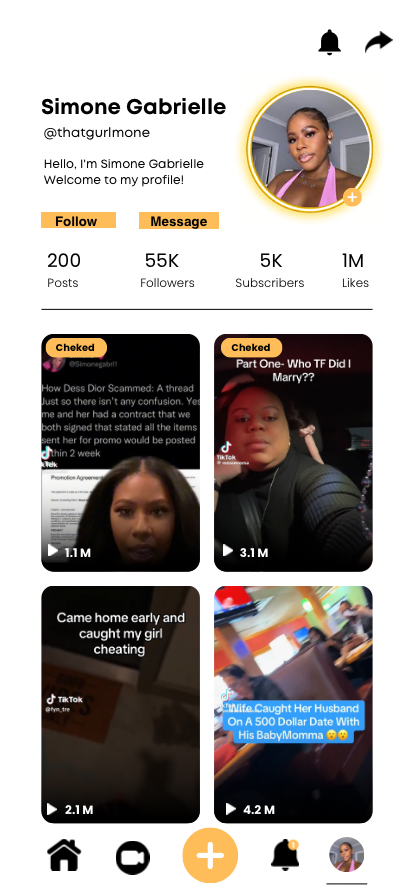 Simone Gabrielle
@thatgurlmone
Hello, I'm Simone Gabrielle
Welcome to my profile!
Follow
Message
200
55K
5K
1M
Posts
Followers
Subscribers
Likes
Cheked
@Simonegabrl1
How Dess Dior Scammed: A thread
Just so there isn't any confusion. Yes
me and her had a contract that we
both signed that stated all the items
sent her for promo would be posted
within 2 week
Promotion Agreement
1.1 M
Cheked
Part One- Who TF Did I
Marry??
TikTok
3.1 M
Came home early and
caught my girl
cheating
TikTok
@fyn_tre
2.1 M
Wife Caught Her Husband
On A 500 Dollar Date With
His BabyMomma 😮😮
4.2 M